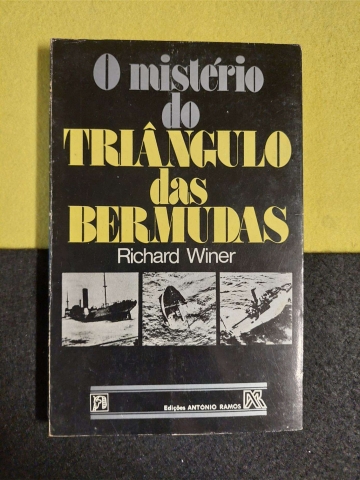 O mistério
do
TRIÂNGULO
das
BERMUDAS
Richard Winer
Edições ANTÓNIO RAMOS